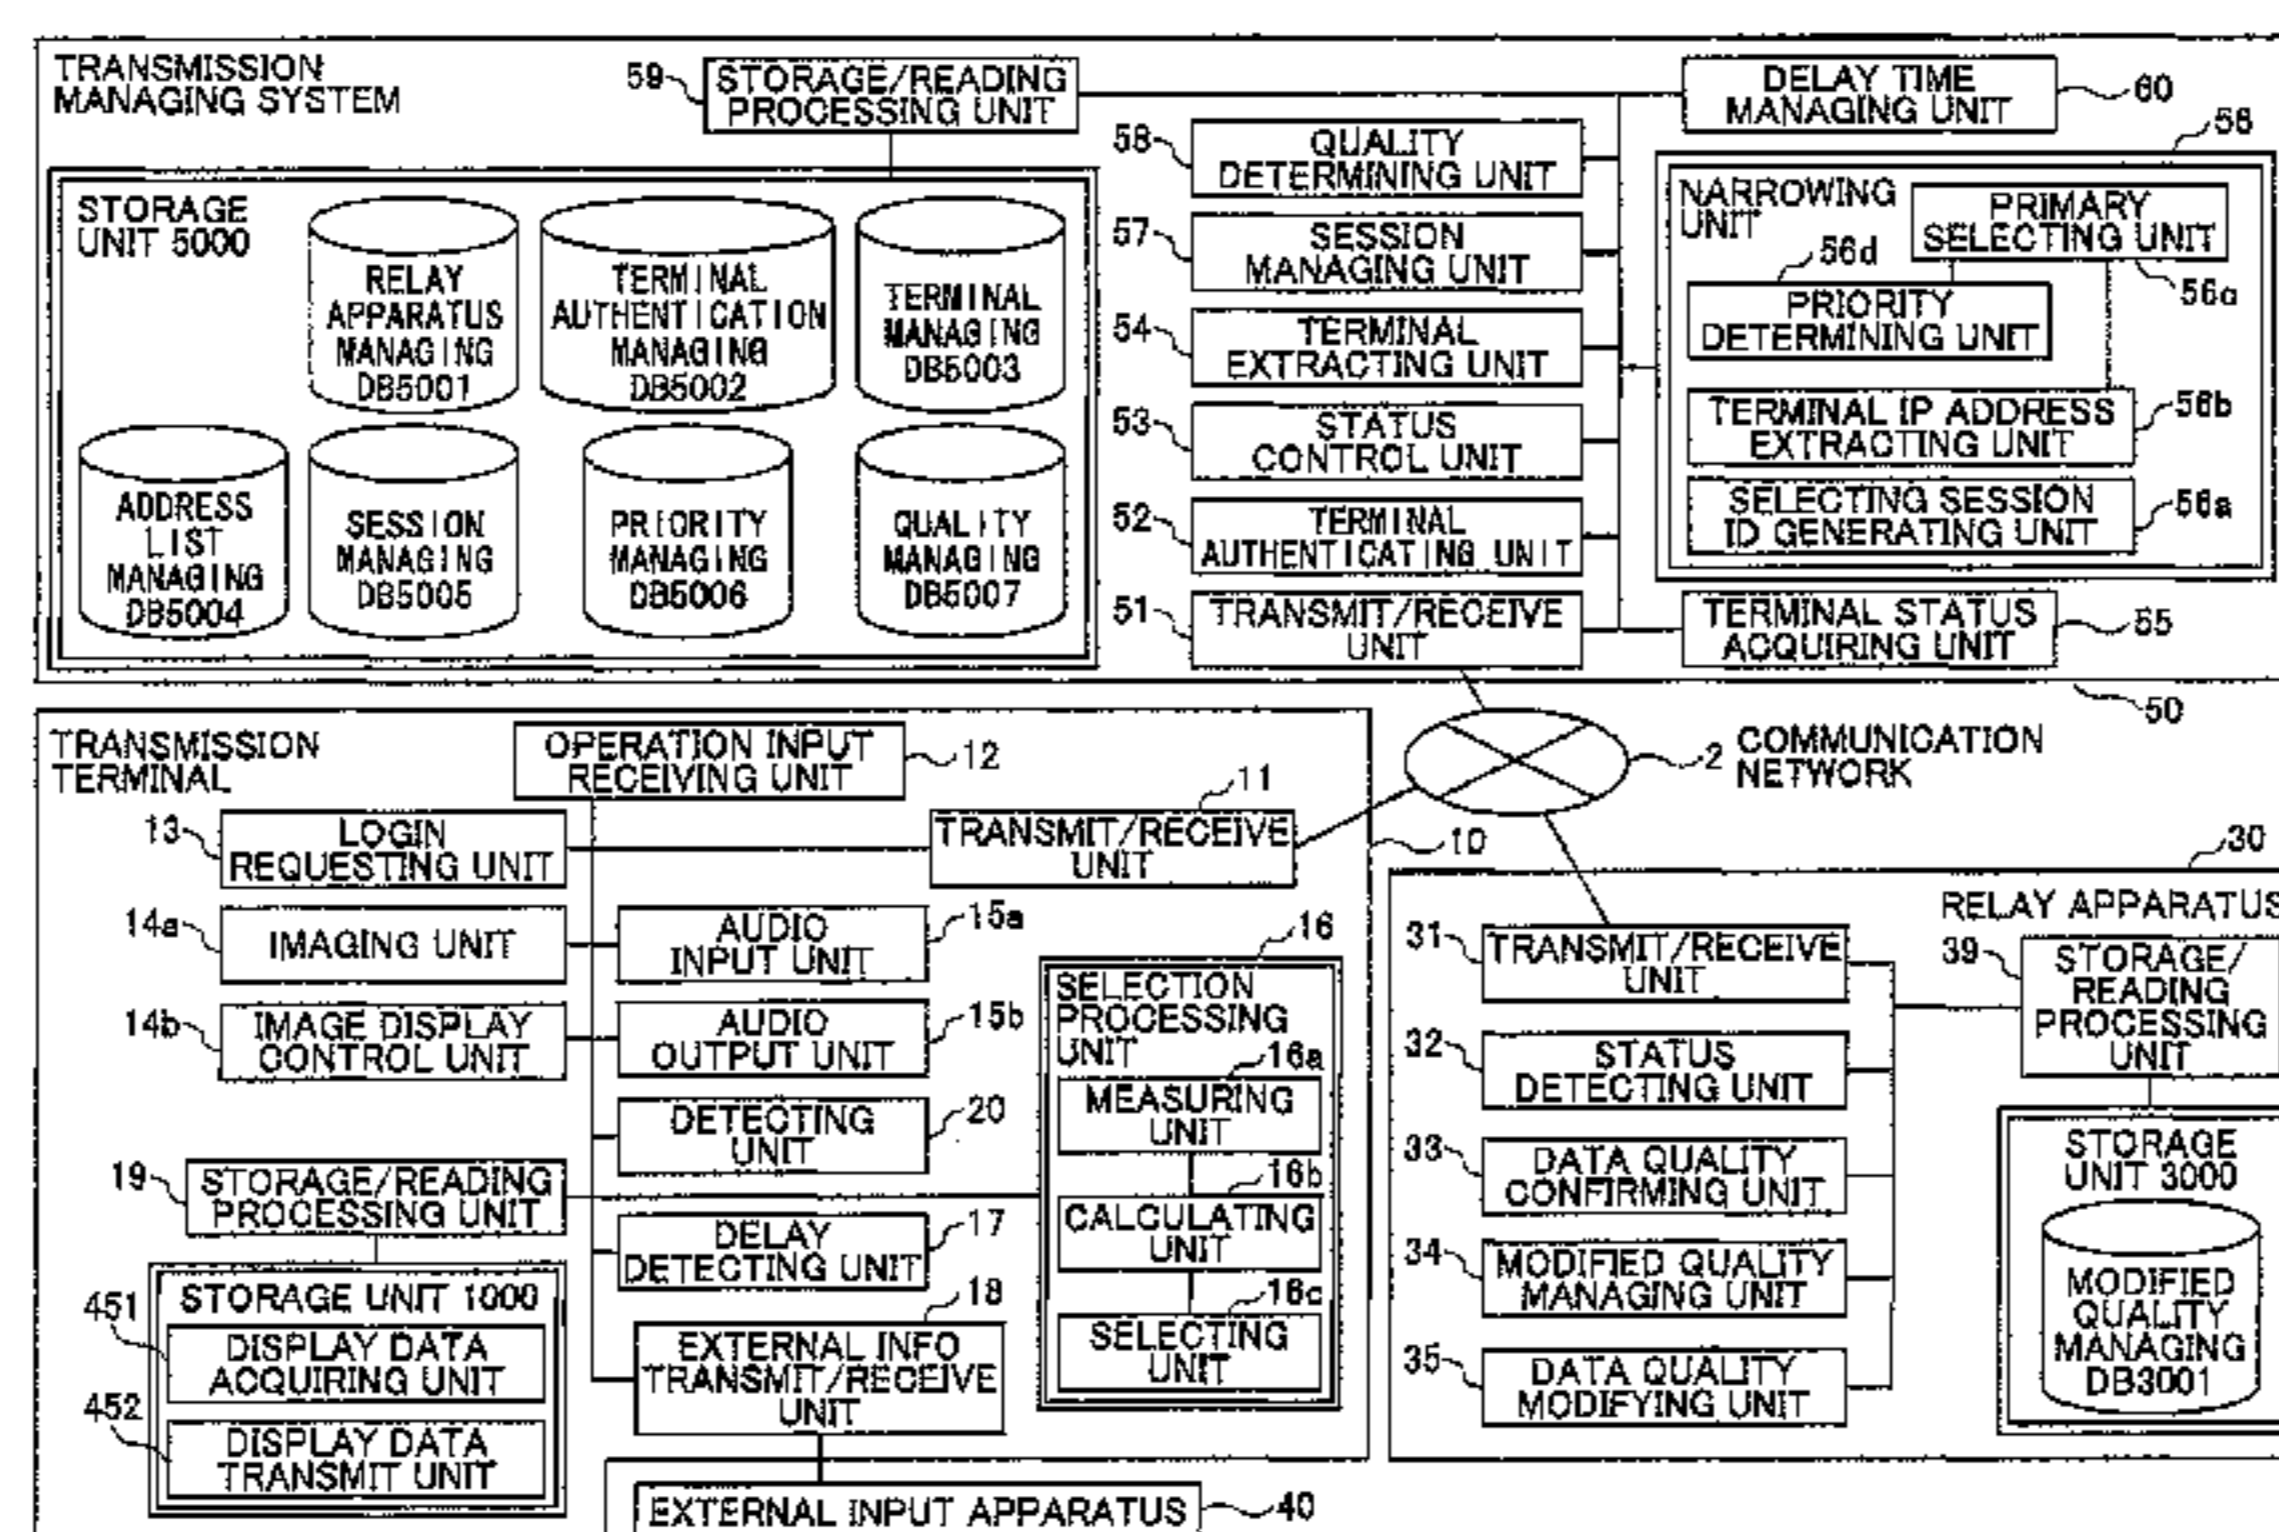 TRANSMISSION
MANAGING SYSTEM
59
STORAGE/READING
PROCESSING UNIT
DELAY TIME
MANAGING UNIT
60
STORAGE
UNIT 5000
RELAY
APPARATUS
MANAGING
DB5001
TERMINAL
AUTHENTICATION
MANAGING
DB5002
TERMINAL
MANAGING
DB5003
ADDRESS
LIST
MANAGING
DB5004
SESSION
MANAGING
DB5005
PRIORITY
MANAGING
DB5006
QUALITY
MANAGING
DB5007
58
QUALITY
DETERMINING UNIT
57
SESSION
MANAGING UNIT
54
TERMINAL
EXTRACTING UNIT
53
STATUS
CONTROL UNIT
52
TERMINAL
AUTHENTICATING UNIT
51
TRANSMIT/RECEIVE
UNIT
56
NARROWING
UNIT
PRIMARY
SELECTING UNIT
56c
56d
PRIORITY
DETERMINING UNIT
TERMINAL IP ADDRESS
EXTRACTING UNIT
56b
SELECTING SESSION
ID GENERATING UNIT
56a
TERMINAL STATUS
ACQUIRING UNIT
55
50
2
COMMUNICATION
NETWORK
TRANSMISSION
TERMINAL
OPERATION INPUT
RECEIVING UNIT
12
13
LOGIN
REQUESTING UNIT
11
TRANSMIT/RECEIVE
UNIT
10
14a
IMAGING UNIT
AUDIO
INPUT UNIT
15a
14b
IMAGE DISPLAY
CONTROL UNIT
AUDIO
OUTPUT UNIT
15b
DETECTING
UNIT
20
19
STORAGE/READING
PROCESSING UNIT
DELAY
DETECTING UNIT
17
STORAGE UNIT 1000
451
DISPLAY DATA
ACQUIRING UNIT
452
DISPLAY DATA
TRANSMIT UNIT
18
EXTERNAL INFO
TRANSMIT/RECEIVE
UNIT
16
SELECTION
PROCESSING
UNIT
16a
MEASURING
UNIT
16b
CALCULATING
UNIT
16c
SELECTING
UNIT
EXTERNAL INPUT APPARATUS
40
30
RELAY APPARATUS
31
TRANSMIT/RECEIVE
UNIT
32
STATUS
DETECTING UNIT
33
DATA QUALITY
CONFIRMING UNIT
34
MODIFIED QUALITY
MANAGING UNIT
35
DATA QUALITY
MODIFYING UNIT
39
STORAGE/
READING
PROCESSING
UNIT
STORAGE
UNIT 3000
MODIFIED
QUALITY
MANAGING
DB3001